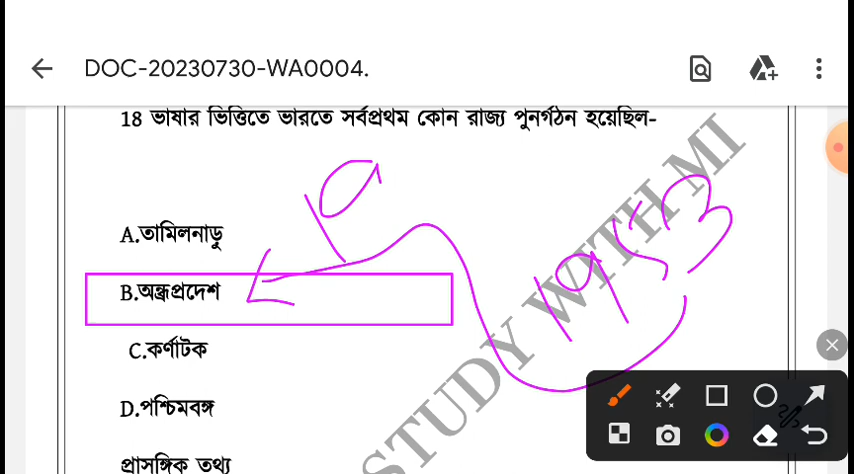 DOC-20230730-WA0004.
18 ভাষার ভিত্তিতে ভারতে সর্বপ্রথম কোন রাজ্য পুনর্গঠন হয়েছিল-
A.তামিলনাড়ু
B.অন্ধ্রপ্রদেশ
C.কর্ণাটক
D.পশ্চিমবঙ্গ
প্রাসঙ্গিক তথ্য
1953
STUDY WITH MI